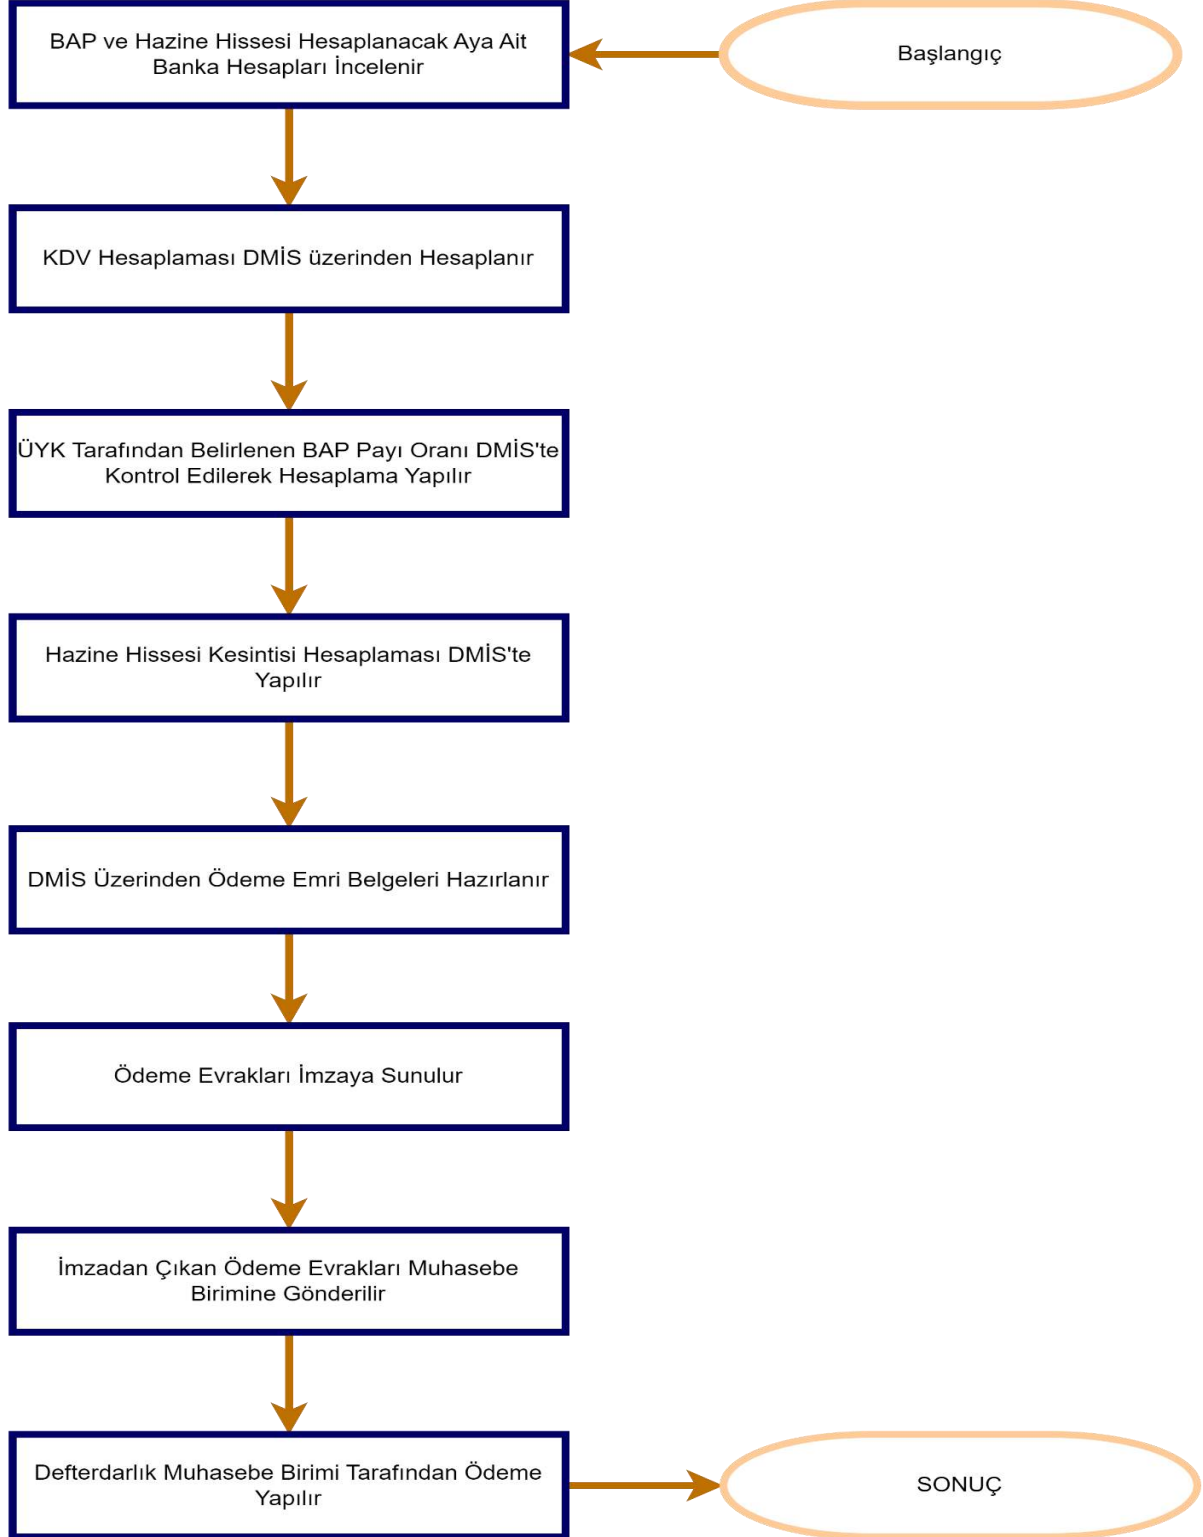 Başlangıç
BAP ve Hazine Hissesi Hesaplanacak Aya Ait
Banka Hesapları İncelenir
KDV Hesaplaması DMİS üzerinden Hesaplanır
ÜYK Tarafından Belirlenen BAP Payı Oranı DMİS'te
Kontrol Edilerek Hesaplama Yapılır
Hazine Hissesi Kesintisi Hesaplaması DMİS'te
Yapılır
DMİS Üzerinden Ödeme Emri Belgeleri Hazırlanır
Ödeme Evrakları İmzaya Sunulur
İmzadan Çıkan Ödeme Evrakları Muhasebe
Birimine Gönderilir
Defterdarlık Muhasebe Birimi Tarafından Ödeme
Yapılır
SONUÇ